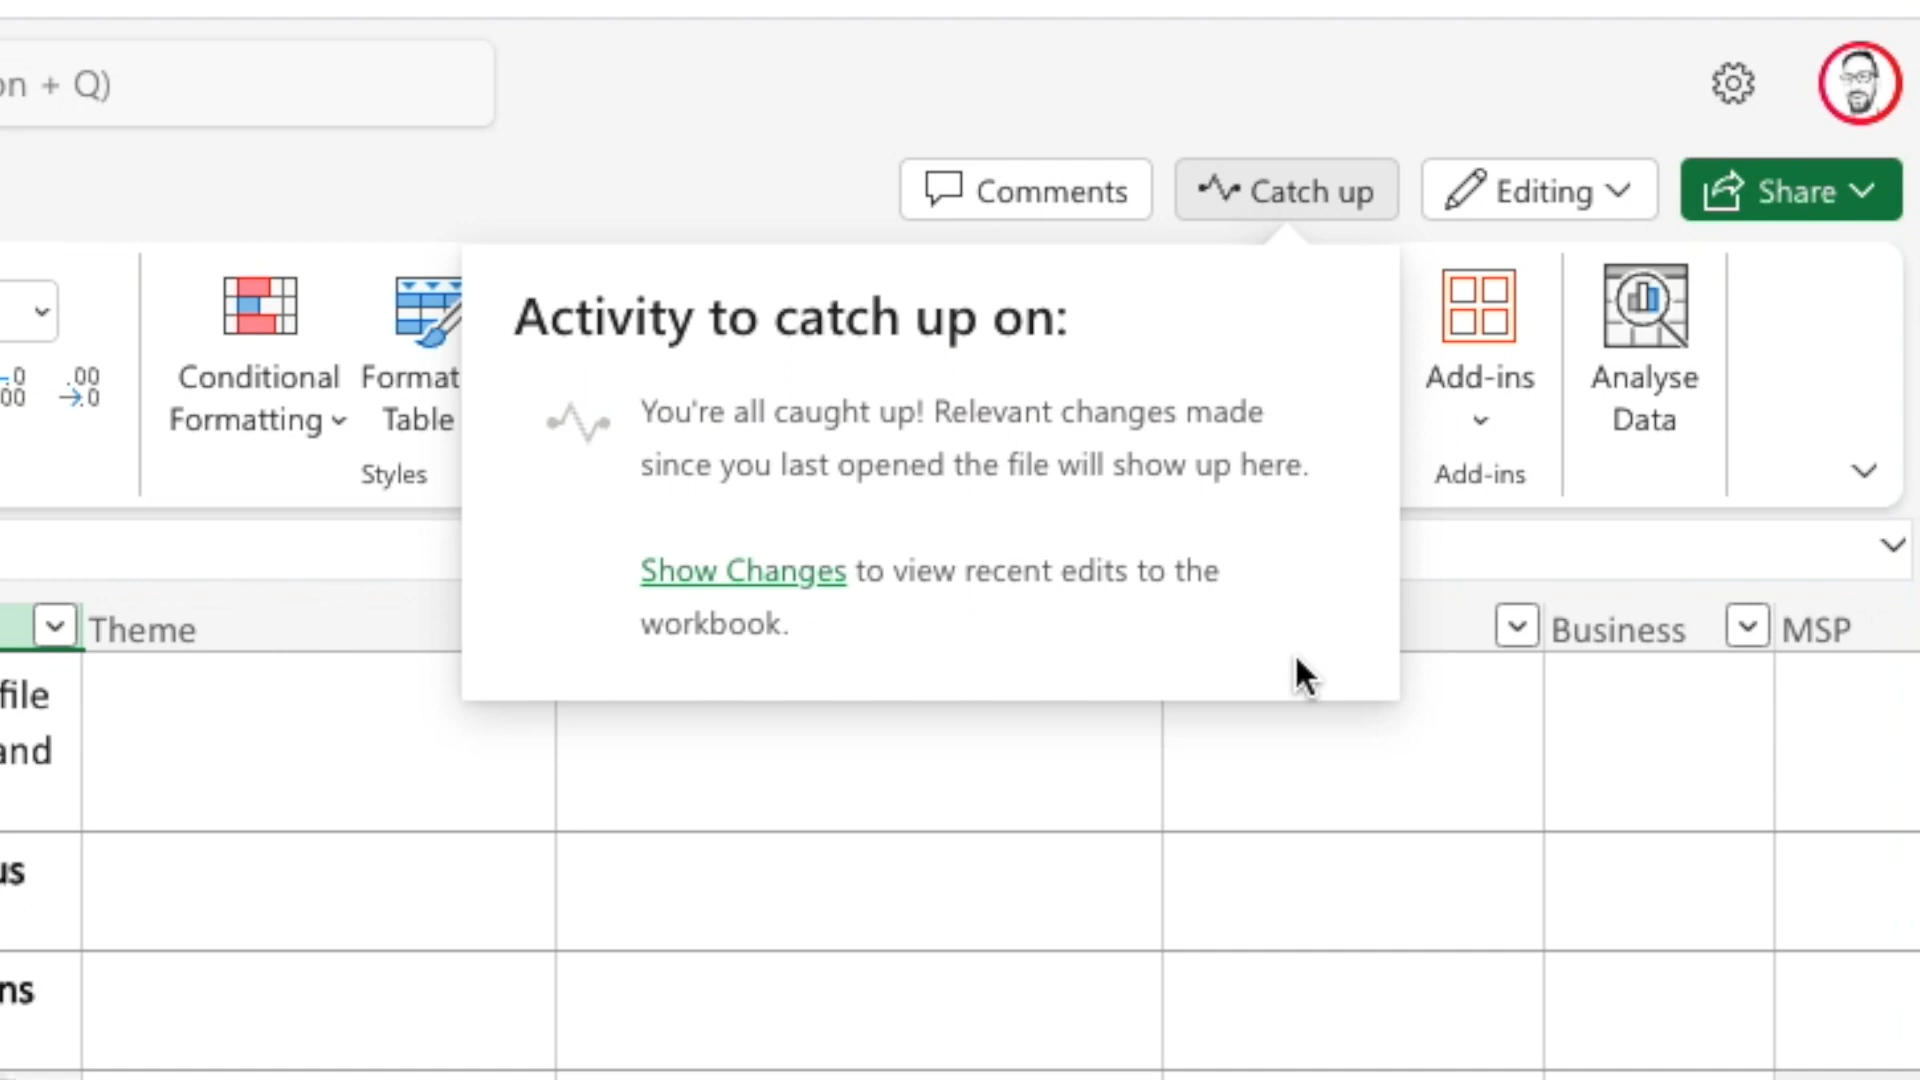 on + Q)
Comments
Catch up
Editing
Share
Activity to catch up on:
You're all caught up! Relevant changes made
since you last opened the file will show up here.
Show Changes to view recent edits to the
workbook.
.00
.0
Conditional
Formatting
Format
Table
Styles
Add-ins
Add-ins
Analyse
Data
Theme
Business
MSP
file
and
us
ns